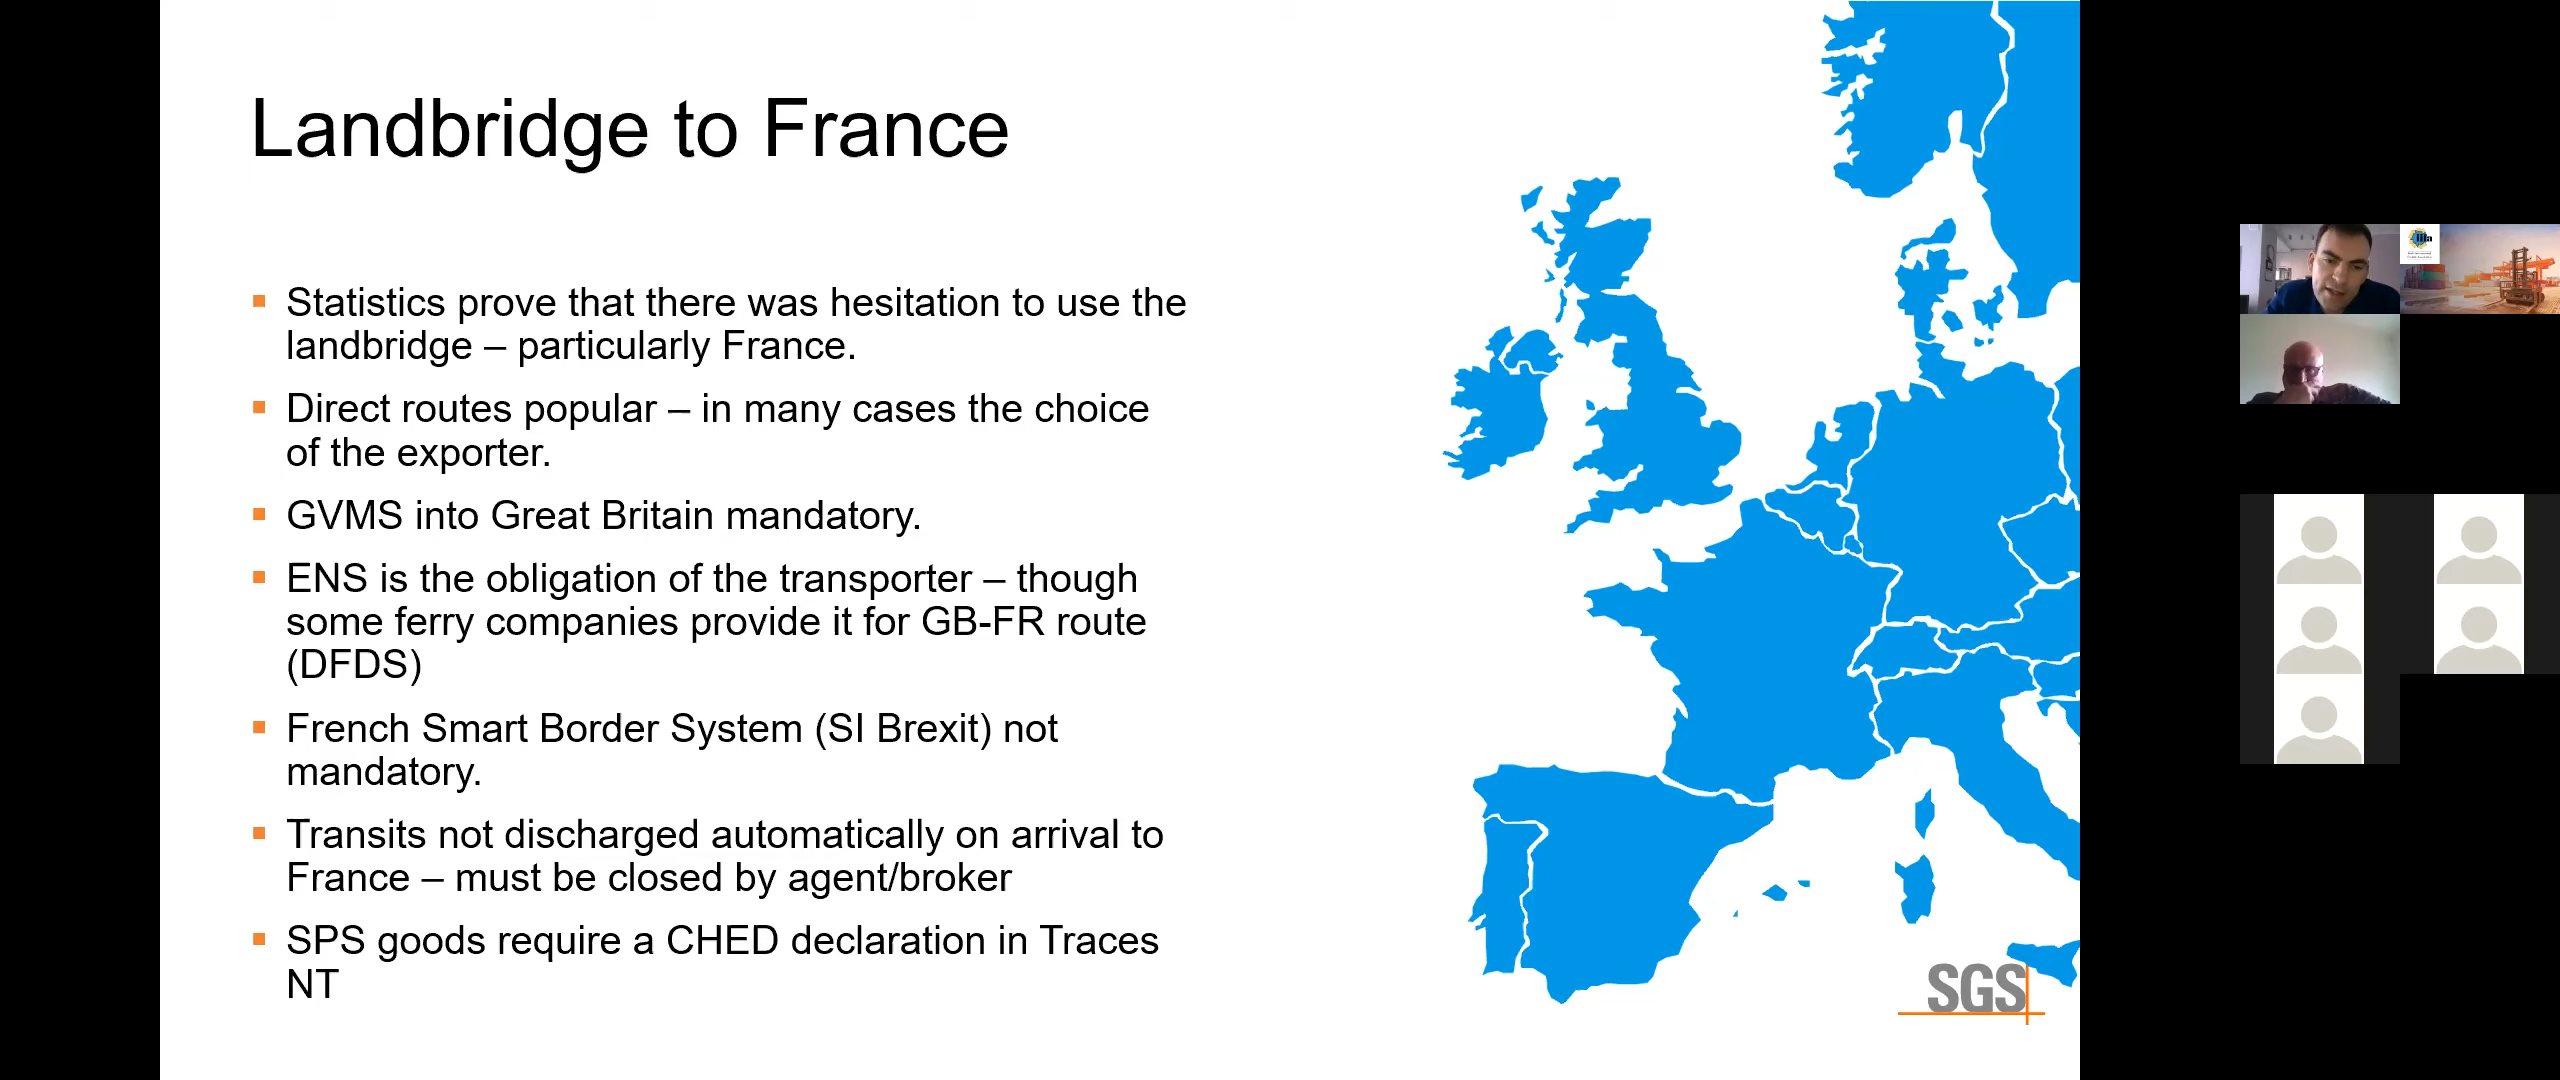 Landbridge to France
▪ Statistics prove that there was hesitation to use the
landbridge – particularly France.
▪ Direct routes popular – in many cases the choice
of the exporter.
▪ GVMS into Great Britain mandatory.
▪ ENS is the obligation of the transporter – though
some ferry companies provide it for GB-FR route
(DFDS)
▪ French Smart Border System (SI Brexit) not
mandatory.
▪ Transits not discharged automatically on arrival to
France – must be closed by agent/broker
▪ SPS goods require a CHED declaration in Traces
NT
SGS